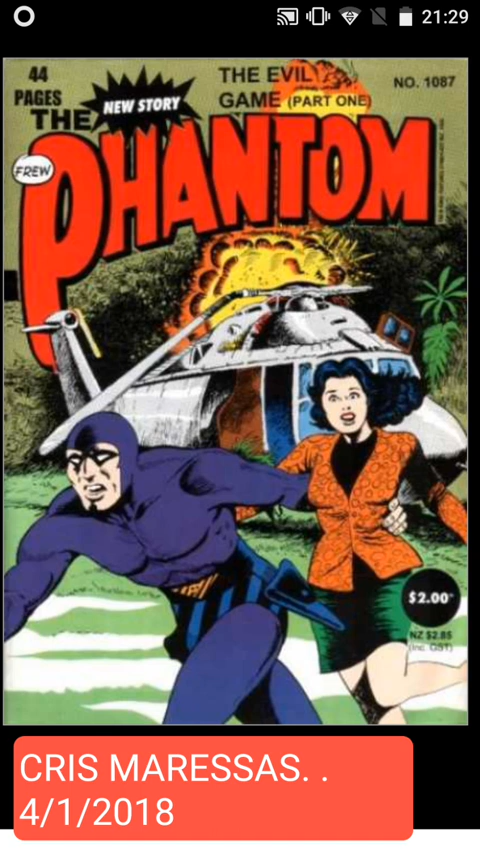 21:29
44
PAGES
NEW STORY
THE EVIL
GAME (PART ONE)
NO. 1087
THE
FREW
PHANTOM
$2.00*
NZ $2.85
(Inc. GST)
CRIS MARESSAS. .
4/1/2018